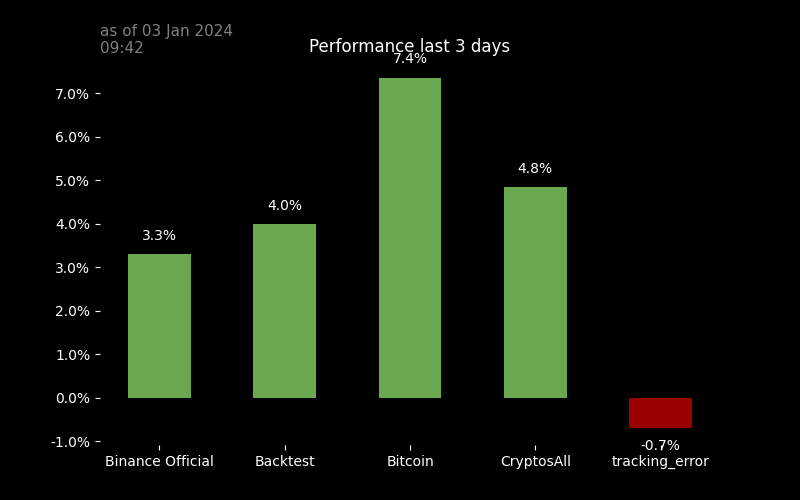 as of 03 Jan 2024
09:42
Performance last 3 days
7.4%
7.0%
6.0%
5.0%
4.0%
3.0%
2.0%
1.0%
0.0%
-1.0%
3.3%
4.0%
4.8%
-0.7%
Binance Official
Backtest
Bitcoin
CryptosAll
tracking_error